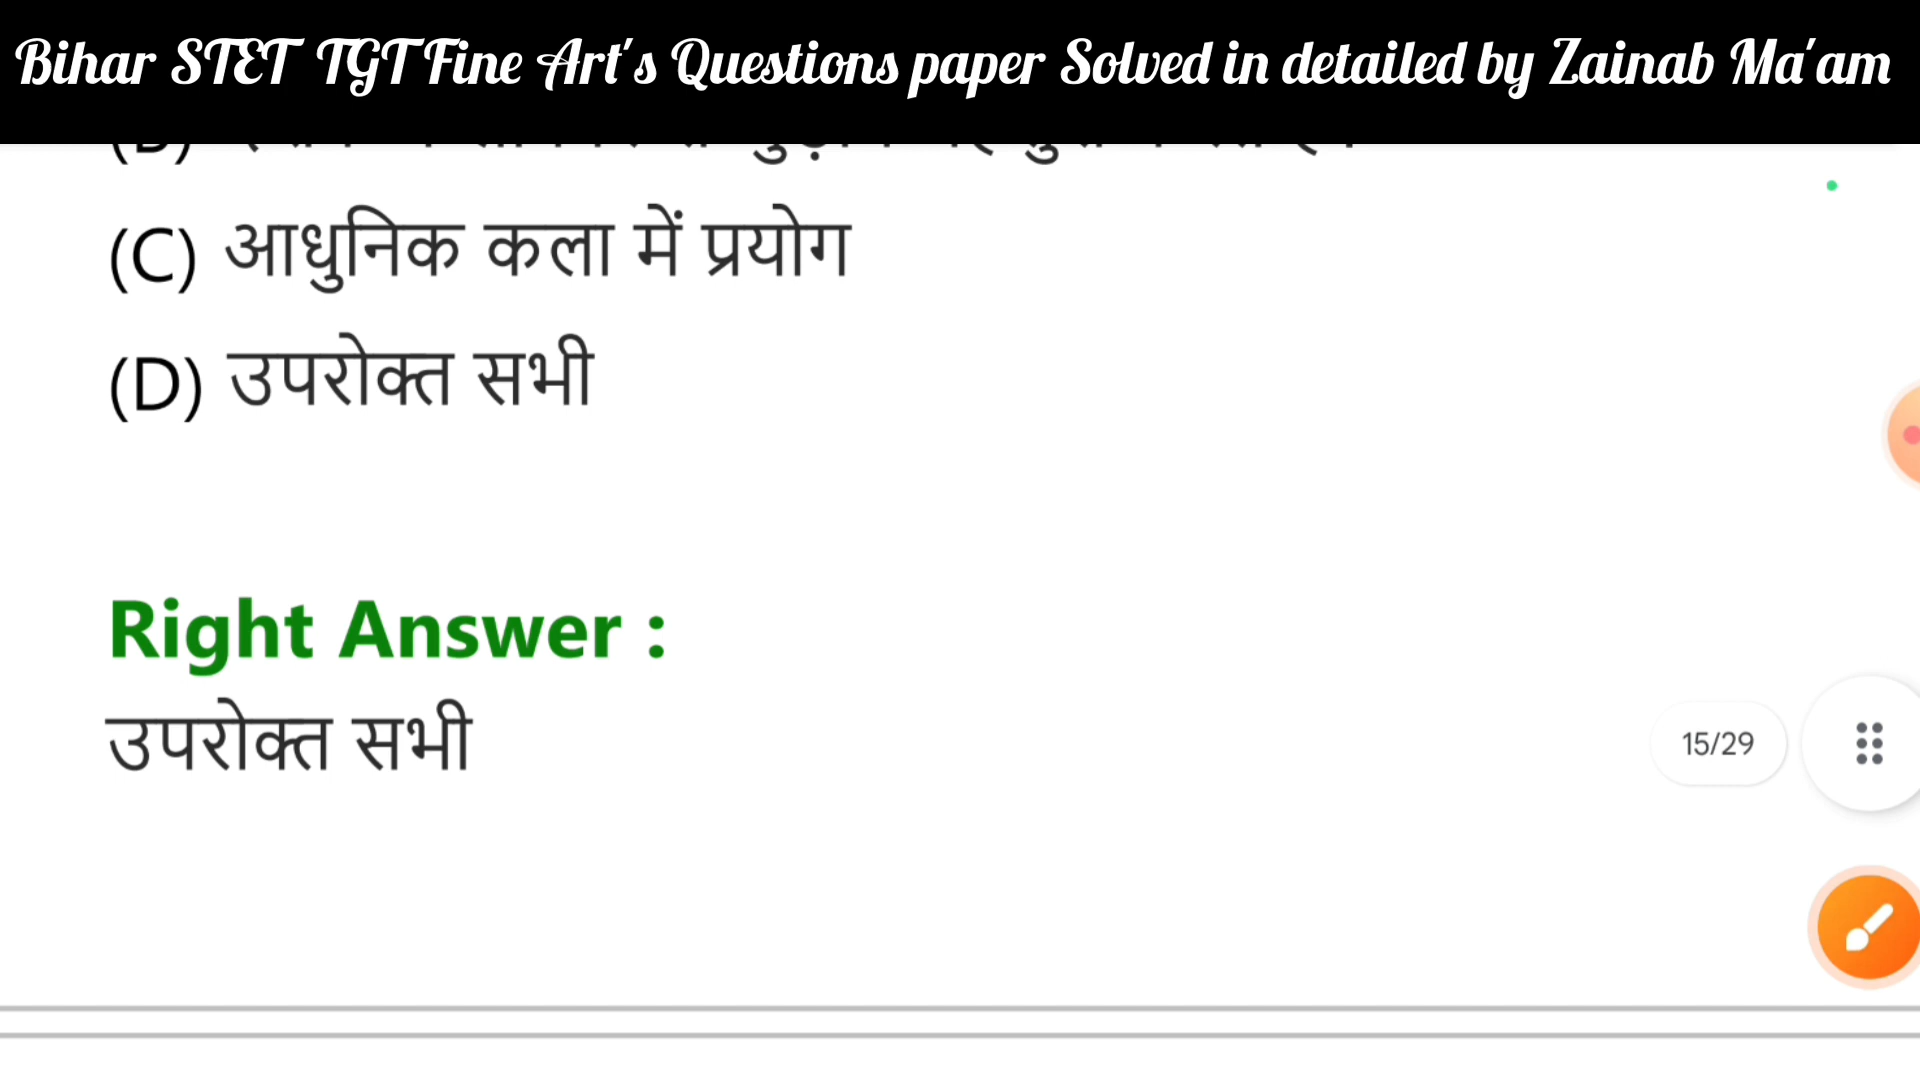 Bihar STET TGT Fine Art's Questions paper Solved in detailed by Zainab Ma'am
(C) आधुनिक कला में प्रयोग
(D) उपरोक्त सभी
Right Answer :
उपरोक्त सभी
15/29